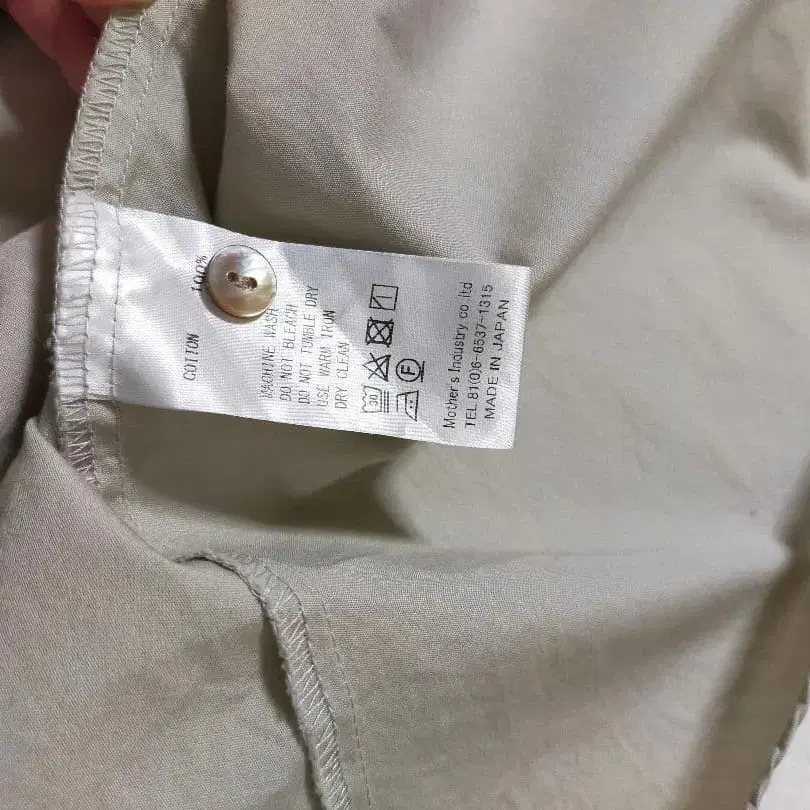 COTTON 100%
MACHINE WASH
DO NOT BLEACH
DO NOT TUMBLE DRY
USE WARM IRON
DRY CLEAN
30
F
Mother's Industry co ltd
TEL 81(0)6-6537-1315
MADE IN JAPAN